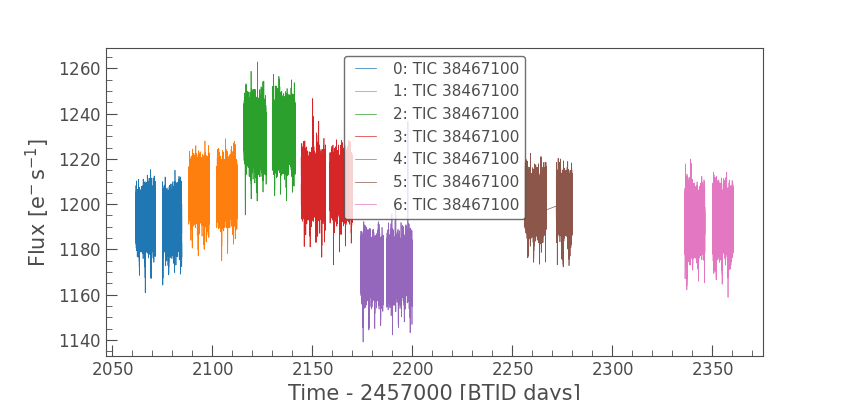 1260
1240
1220
1200
1180
1160
1140
Flux [e⁻ s⁻¹]
0: TIC 38467100
1: TIC 38467100
2: TIC 38467100
3: TIC 38467100
4: TIC 38467100
5: TIC 38467100
6: TIC 38467100
2050 2100 2150 2200 2250 2300 2350
Time - 2457000 [BTJD days]